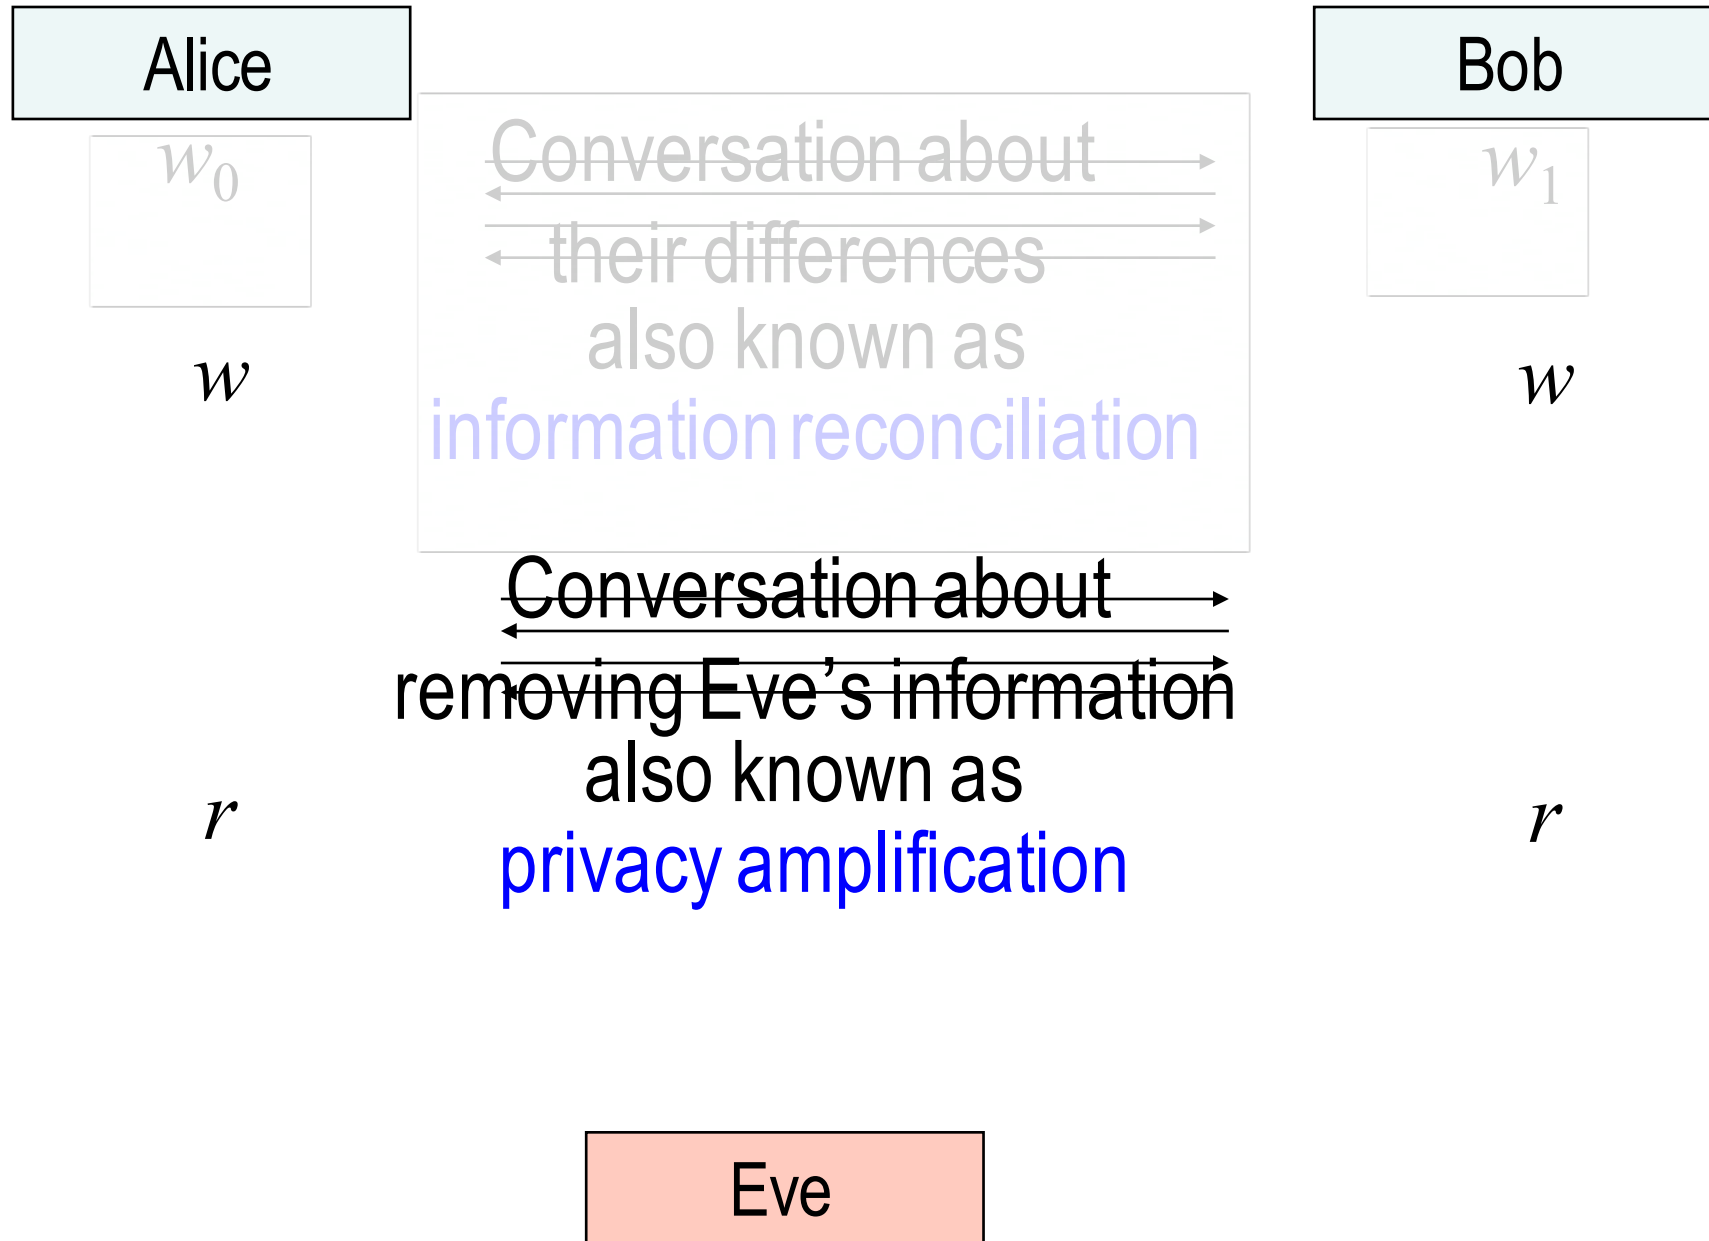 Alice
Bob
w0
w1
Conversation about
their differences
also known as
information reconciliation
w
w
Conversation about
removing Eve’s information
also known as
privacy amplification
r
r
Eve